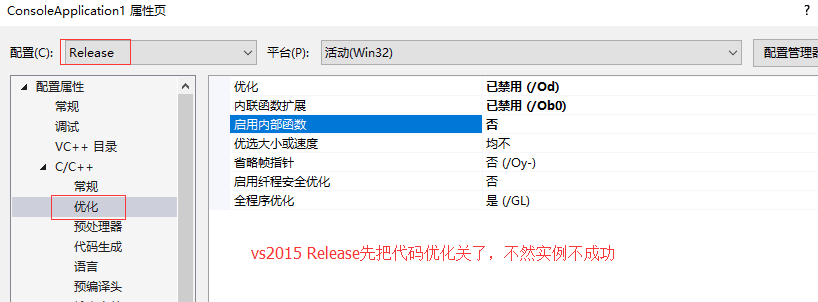 ConsoleApplication1 属性页
?
配置(C): Release 平台(P): 活动(Win32) 配置管理器
配置属性
常规
调试
VC++ 目录
C/C++
常规
优化
预处理器
代码生成
语言
预编译头
优化 已禁用 (/Od)
内联函数扩展 已禁用 (/Ob0)
启用内部函数 否
优选大小或速度 均不
省略帧指针 否 (/Oy-)
启用纤程安全优化 否
全程序优化 是 (/GL)
vs2015 Release先把代码优化关了，不然实例不成功